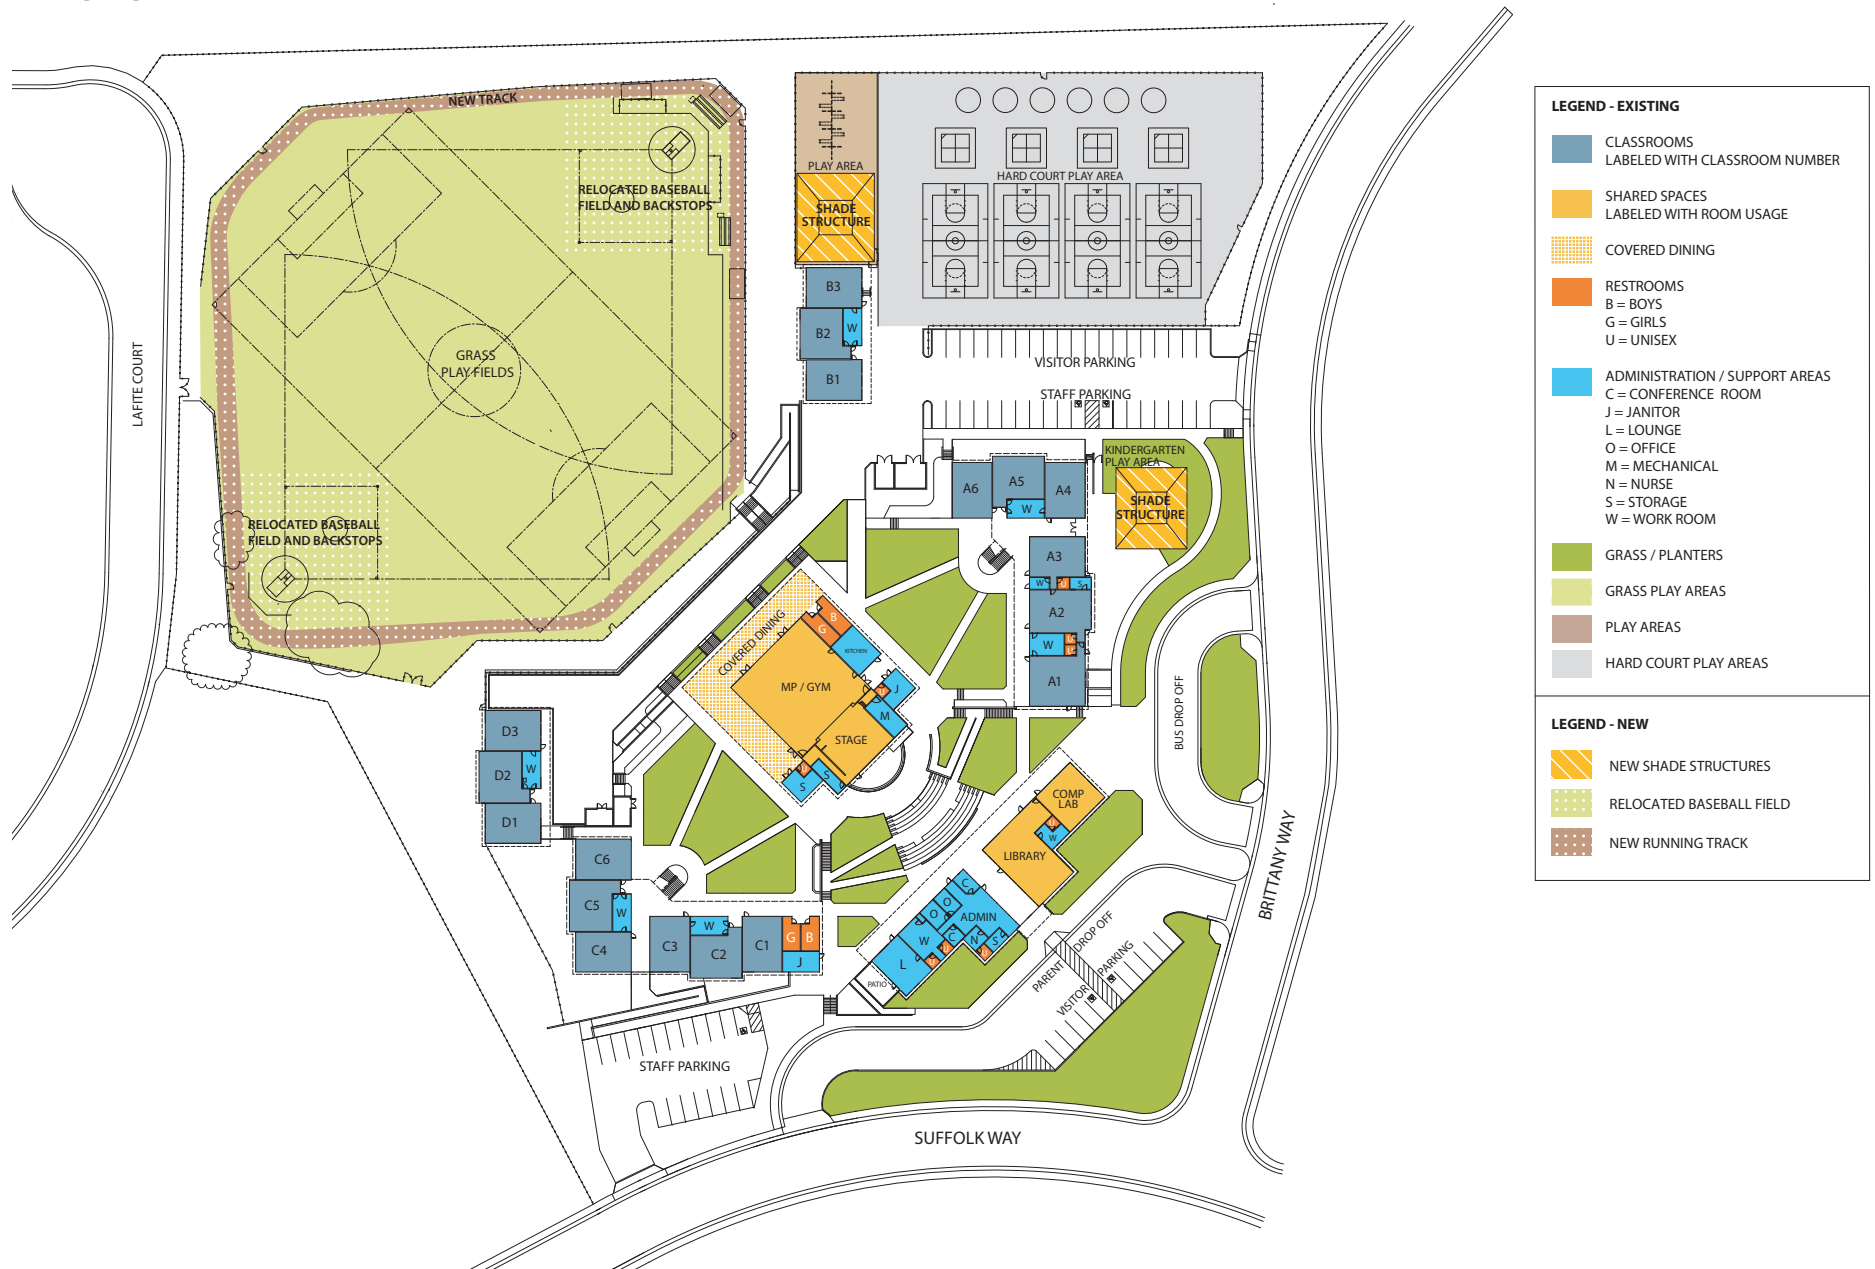 NEW TRACK
PLAY AREA
SHADE
STRUCTURE
HARD COURT PLAY AREA
RELOCATED BASEBALL
FIELD AND BACKSTOPS
GRASS
PLAY FIELDS
RELOCATED BASEBALL
FIELD AND BACKSTOPS
LAFITE COURT
B3
B2
W
B1
VISITOR PARKING
STAFF PARKING
KINDERGARTEN
PLAY AREA
SHADE
STRUCTURE
A6
A5
A4
W
A3
W
U
S
A2
W
U
U
A1
COVERED DINING
B
G
KITCHEN
MP / GYM
J
M
STAGE
U
S
S
BUS DROP OFF
D3
D2
W
D1
C6
C5
W
C4
C3
W
C2
C1
G
B
J
COMP
LAB
U
W
LIBRARY
C
O
O
ADMIN
W
C
N
S
U
U
U
L
PATIO
PARENT
DROP OFF
VISITOR
PARKING
STAFF PARKING
SUFFOLK WAY
BRITTANY WAY
LEGEND - EXISTING
CLASSROOMS
LABELED WITH CLASSROOM NUMBER
SHARED SPACES
LABELED WITH ROOM USAGE
COVERED DINING
RESTROOMS
B = BOYS
G = GIRLS
U = UNISEX
ADMINISTRATION / SUPPORT AREAS
C = CONFERENCE ROOM
J = JANITOR
L = LOUNGE
O = OFFICE
M = MECHANICAL
N = NURSE
S = STORAGE
W = WORK ROOM
GRASS / PLANTERS
GRASS PLAY AREAS
PLAY AREAS
HARD COURT PLAY AREAS
LEGEND - NEW
NEW SHADE STRUCTURES
RELOCATED BASEBALL FIELD
NEW RUNNING TRACK